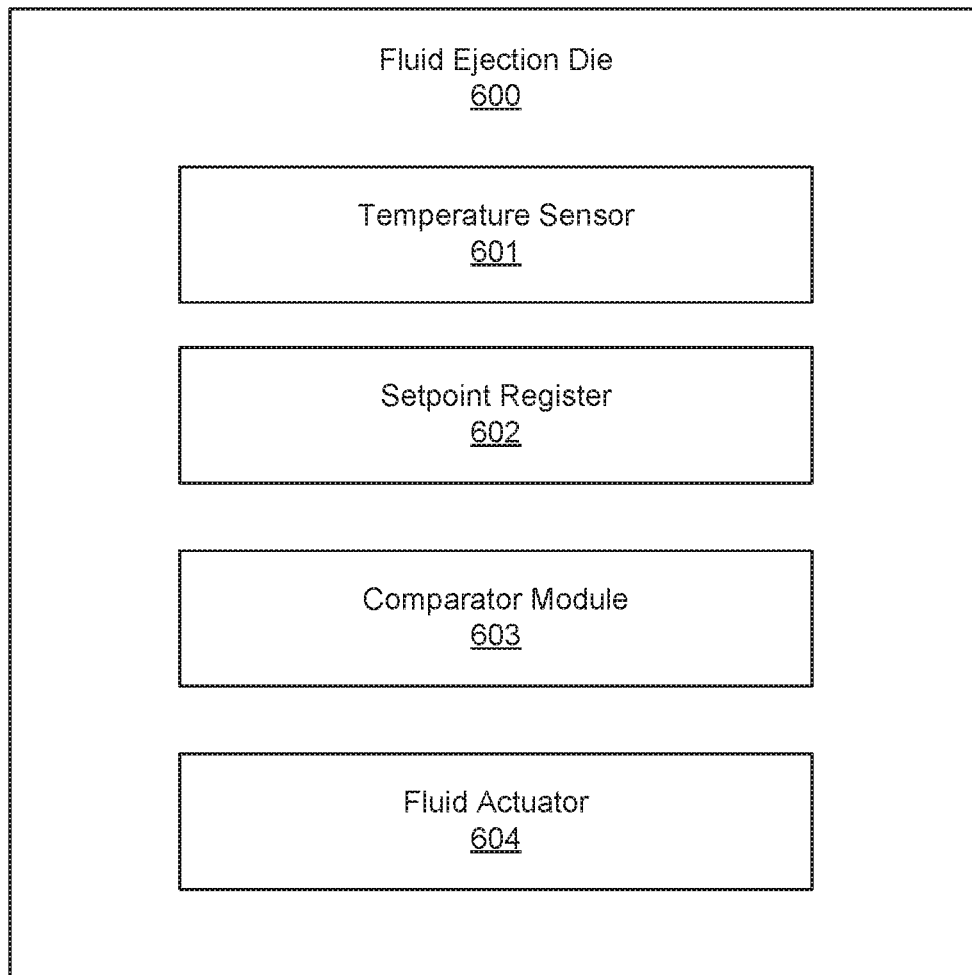 Fluid Ejection Die
600
Temperature Sensor
601
Setpoint Register
602
Comparator Module
603
Fluid Actuator
604